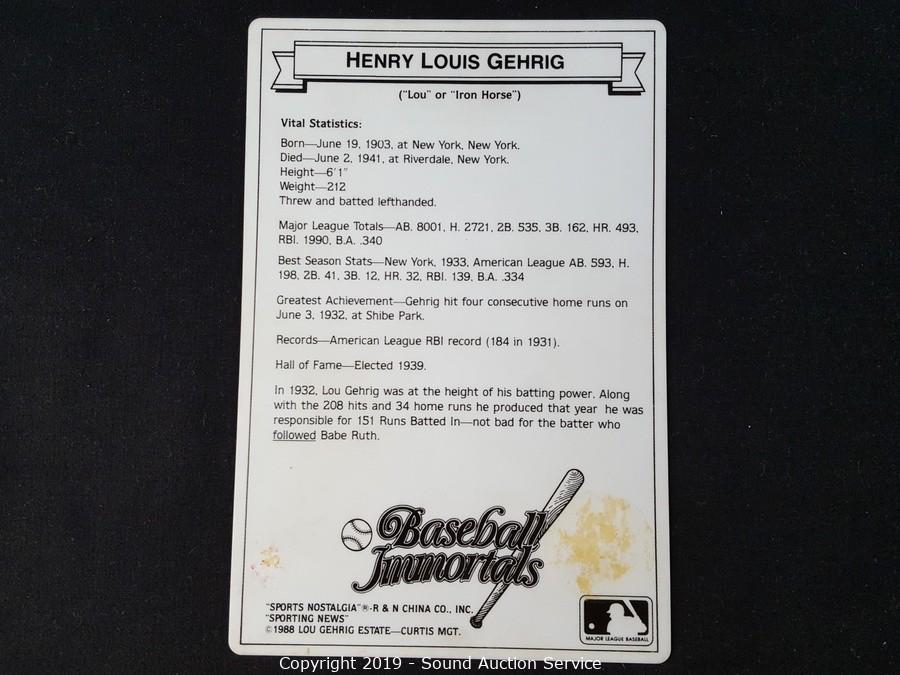 HENRY LOUIS GEHRIG
("Lou" or "Iron Horse")
Vital Statistics:
Born—June 19, 1903, at New York, New York.
Died—June 2, 1941, at Riverdale, New York.
Height—6'1"
Weight—212
Threw and batted lefthanded.
Major League Totals—AB. 8001, H. 2721, 2B. 535, 3B. 162, HR. 493,
RBI. 1990, B.A. .340
Best Season Stats—New York, 1933, American League AB. 593, H.
198, 2B. 41, 3B. 12, HR. 32, RBI. 139, B.A. .334
Greatest Achievement—Gehrig hit four consecutive home runs on
June 3, 1932, at Shibe Park.
Records—American League RBI record (184 in 1931).
Hall of Fame—Elected 1939.
In 1932, Lou Gehrig was at the height of his batting power. Along
with the 208 hits and 34 home runs he produced that year he was
responsible for 151 Runs Batted In—not bad for the batter who
followed Babe Ruth.
Baseball
Immortals
"SPORTS NOSTALGIA"®-R & N CHINA CO., INC.
"SPORTING NEWS"
©1988 LOU GEHRIG ESTATE—CURTIS MGT.
MAJOR LEAGUE BASEBALL
Copyright 2019 - Sound Auction Service